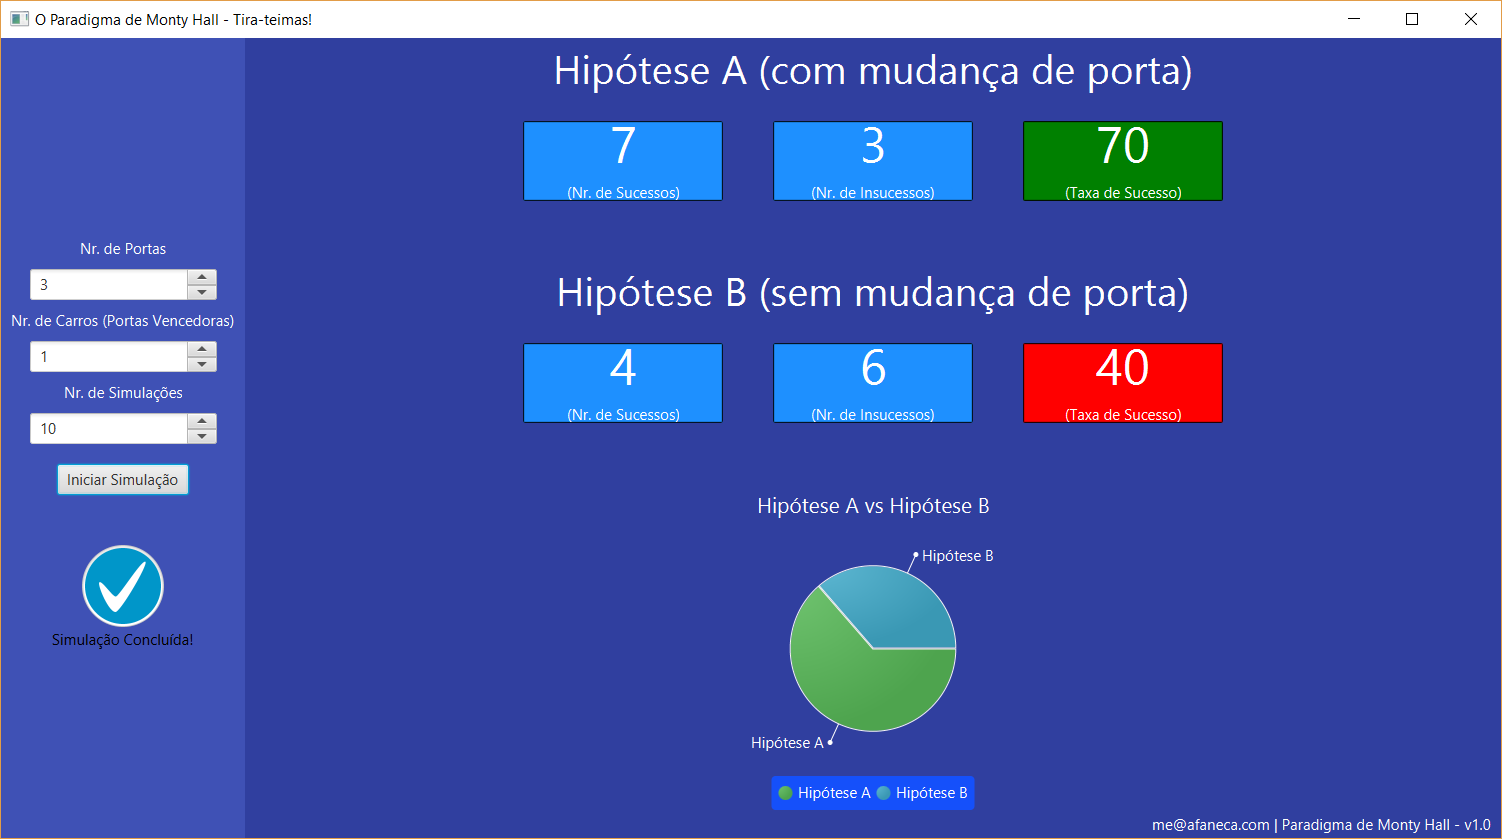 O Paradigma de Monty Hall - Tira-teimas!
Nr. de Portas
3
Nr. de Carros (Portas Vencedoras)
1
Nr. de Simulações
10
Iniciar Simulação
Simulação Concluída!
Hipótese A (com mudança de porta)
7
(Nr. de Sucessos)
3
(Nr. de Insucessos)
70
(Taxa de Sucesso)
Hipótese B (sem mudança de porta)
4
(Nr. de Sucessos)
6
(Nr. de Insucessos)
40
(Taxa de Sucesso)
Hipótese A vs Hipótese B
Hipótese B
Hipótese A
Hipótese A Hipótese B
me@afaneca.com | Paradigma de Monty Hall - v1.0